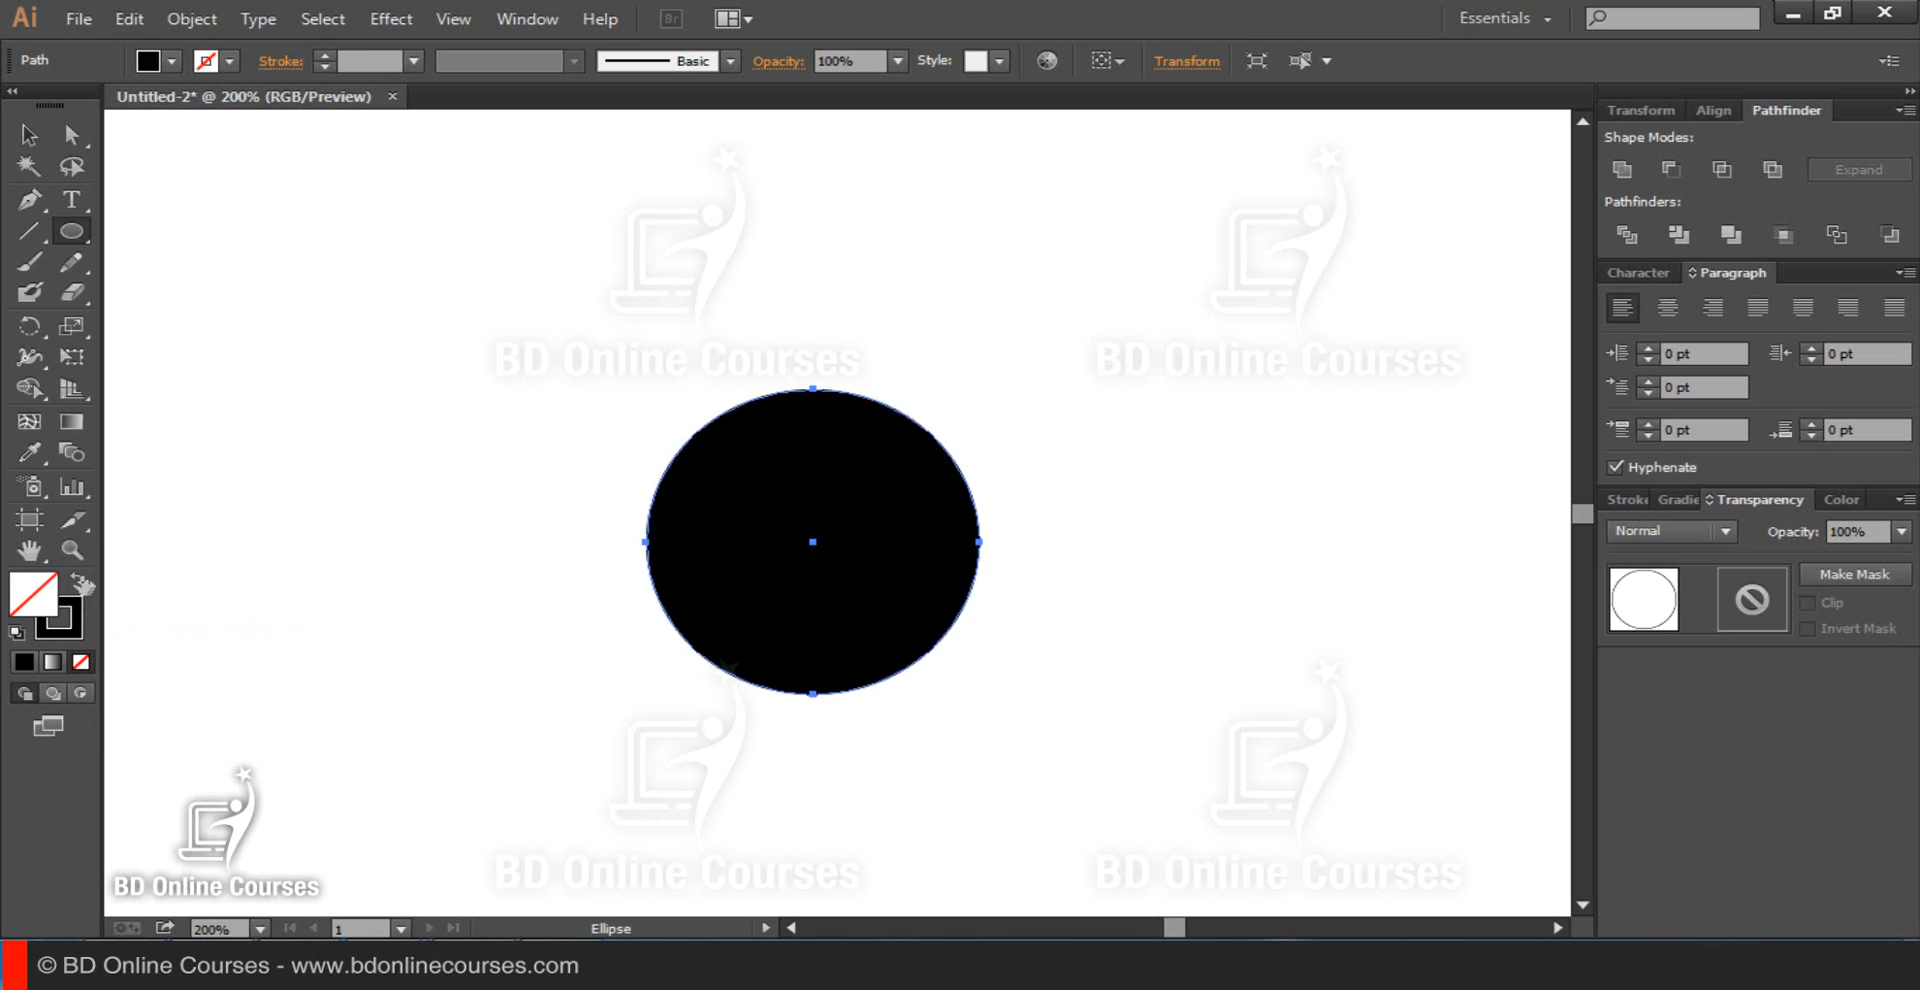 Ai File Edit Object Type Select Effect View Window Help Br Essentials
Path Stroke: Basic Opacity: 100% Style: Transform
Untitled-2* @ 200% (RGB/Preview) ×
Transform Align Pathfinder
Shape Modes:
Expand
Pathfinders:
Character Paragraph
0 pt 0 pt
0 pt
0 pt 0 pt
Hyphenate
Stroke Gradie Transparency Color
Normal Opacity: 100%
Make Mask
Clip
Invert Mask
T
BD Online Courses
BD Online Courses
BD Online Courses
BD Online Courses
BD Online Courses
200% 1 Ellipse
© BD Online Courses - www.bdonlinecourses.com